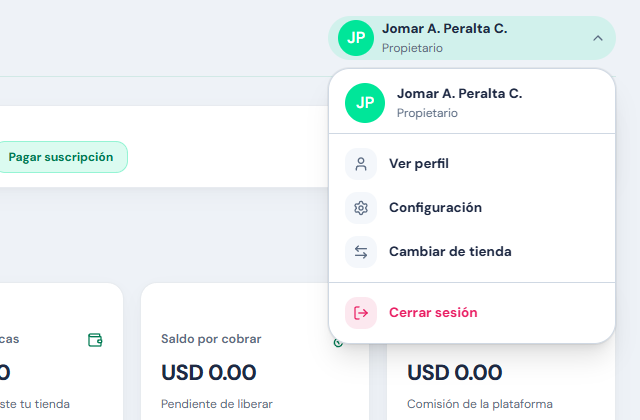 JP
Jomar A. Peralta C.
Propietario
JP
Jomar A. Peralta C.
Propietario
Pagar suscripción
Ver perfil
Configuración
Cambiar de tienda
Cerrar sesión
cas
Saldo por cobrar
0
USD 0.00
USD 0.00
ste tu tienda
Pendiente de liberar
Comisión de la plataforma